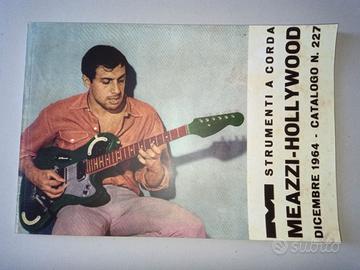 STRUMENTI A CORDA
MEAZZI-HOLLYWOOD
DICEMBRE 1964 - CATALOGO N. 227
subito